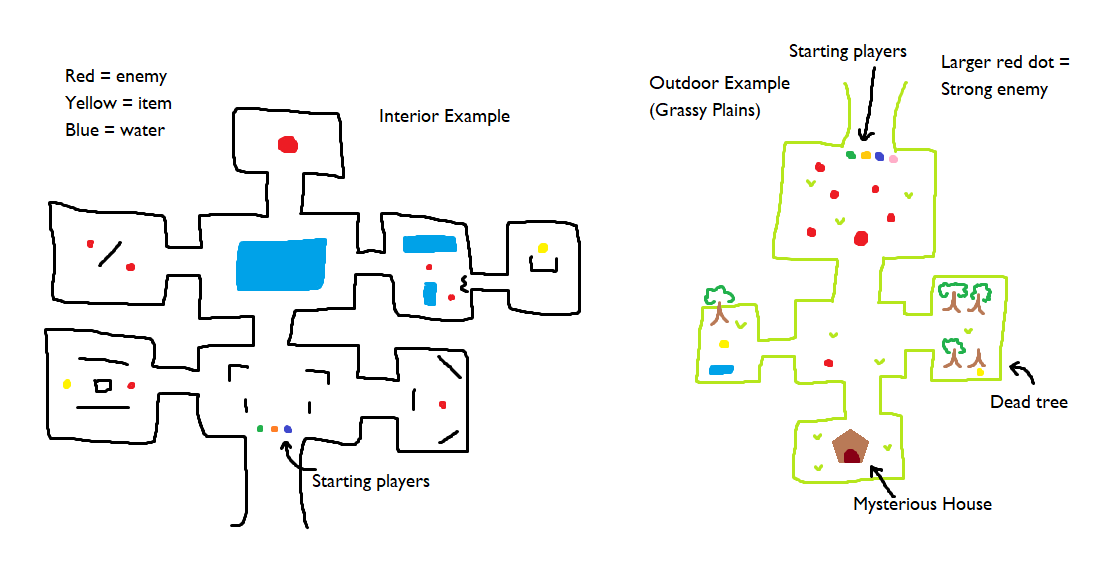 Red = enemy
Yellow = item
Blue = water
Interior Example
Starting players
Outdoor Example
(Grassy Plains)
Starting players
Larger red dot =
Strong enemy
Dead tree
Mysterious House